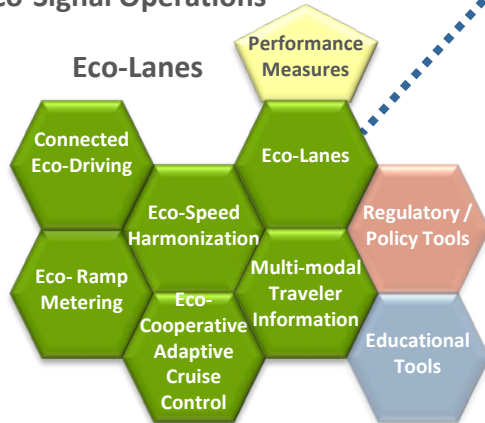 co-Signal Operations
Eco-Lanes
Performance
Measures
Connected
Eco-Driving
Eco-Lanes
Eco-Speed
Harmonization
Regulatory /
Policy Tools
Eco- Ramp
Metering
Multi-modal
Traveler
Information
Eco-
Cooperative
Adaptive
Cruise
Control
Educational
Tools